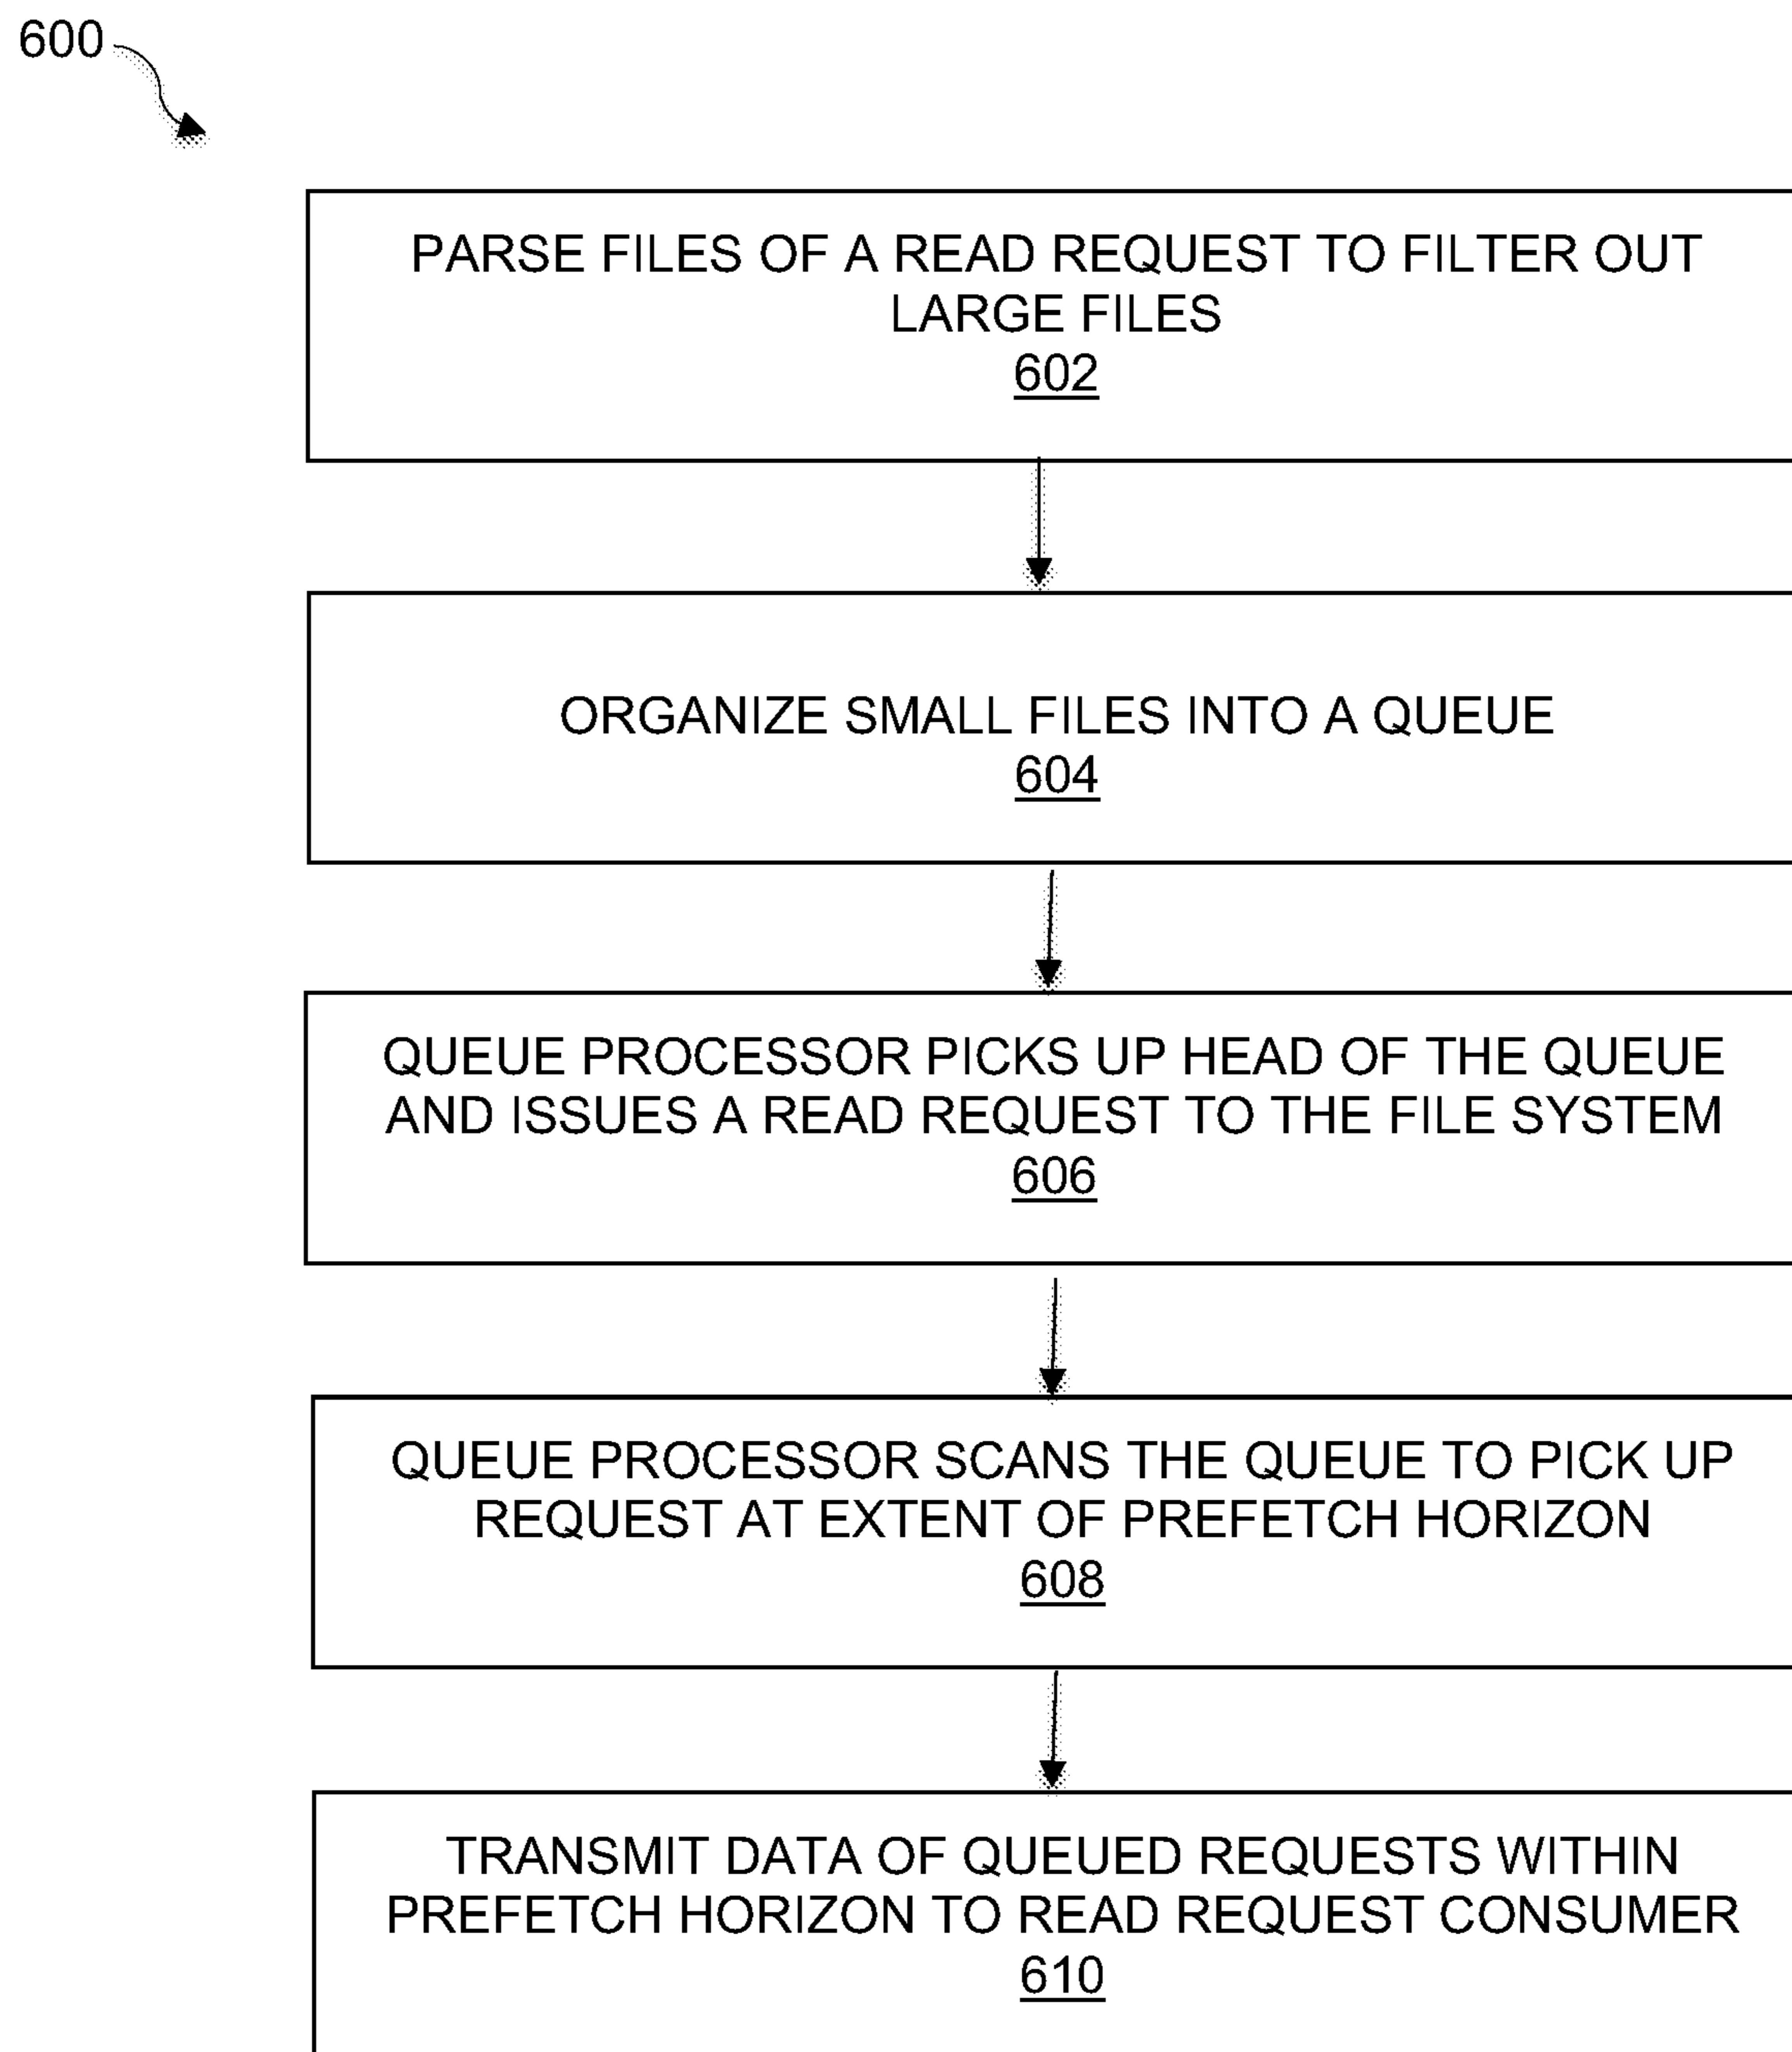 600
PARSE FILES OF A READ REQUEST TO FILTER OUT
LARGE FILES
602
ORGANIZE SMALL FILES INTO A QUEUE
604
QUEUE PROCESSOR PICKS UP HEAD OF THE QUEUE
AND ISSUES A READ REQUEST TO THE FILE SYSTEM
606
QUEUE PROCESSOR SCANS THE QUEUE TO PICK UP
REQUEST AT EXTENT OF PREFETCH HORIZON
608
TRANSMIT DATA OF QUEUED REQUESTS WITHIN
PREFETCH HORIZON TO READ REQUEST CONSUMER
610